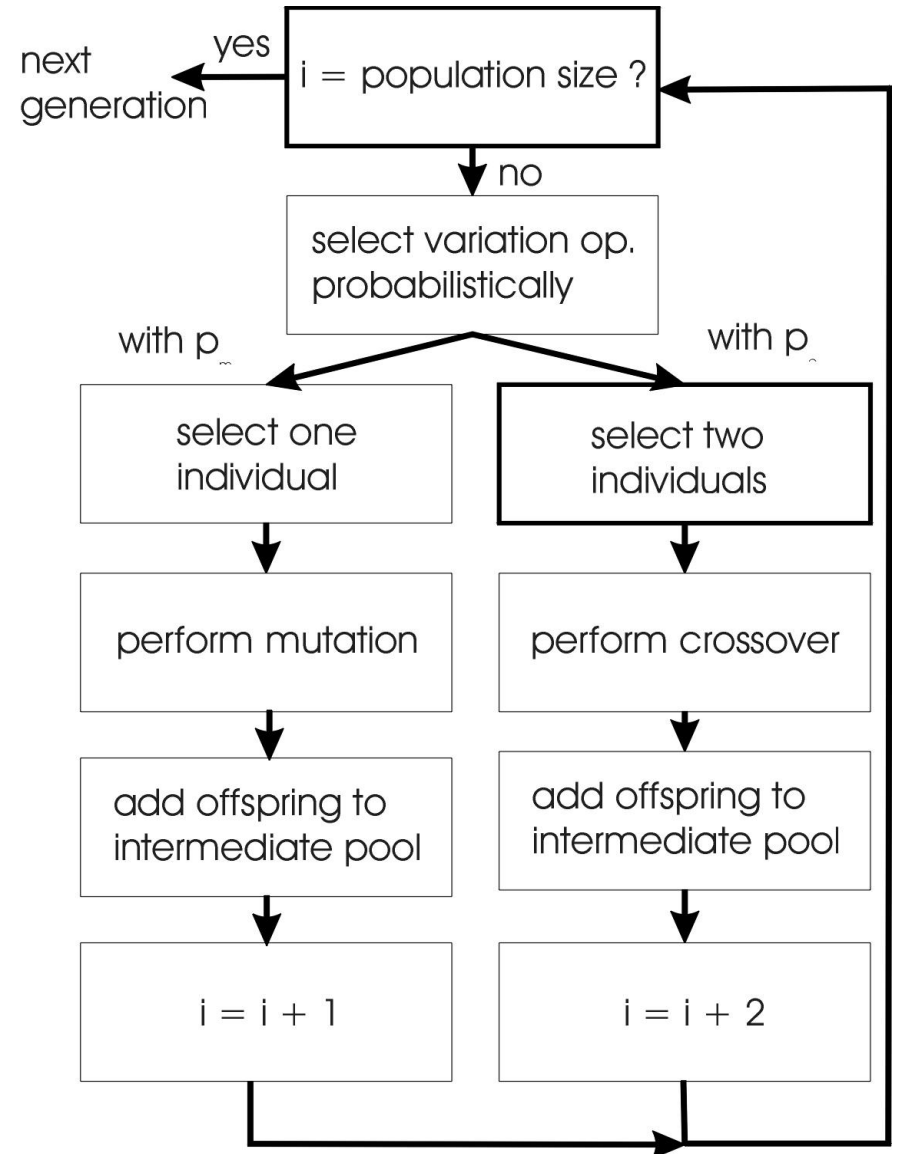 yes
next
generation
i = population size ?
no
select variation op.
probabilistically
with p
with p
select one
individual
select two
individuals
perform mutation
perform crossover
add offspring to
intermediate pool
add offspring to
intermediate pool
i = i + 1
i = i + 2